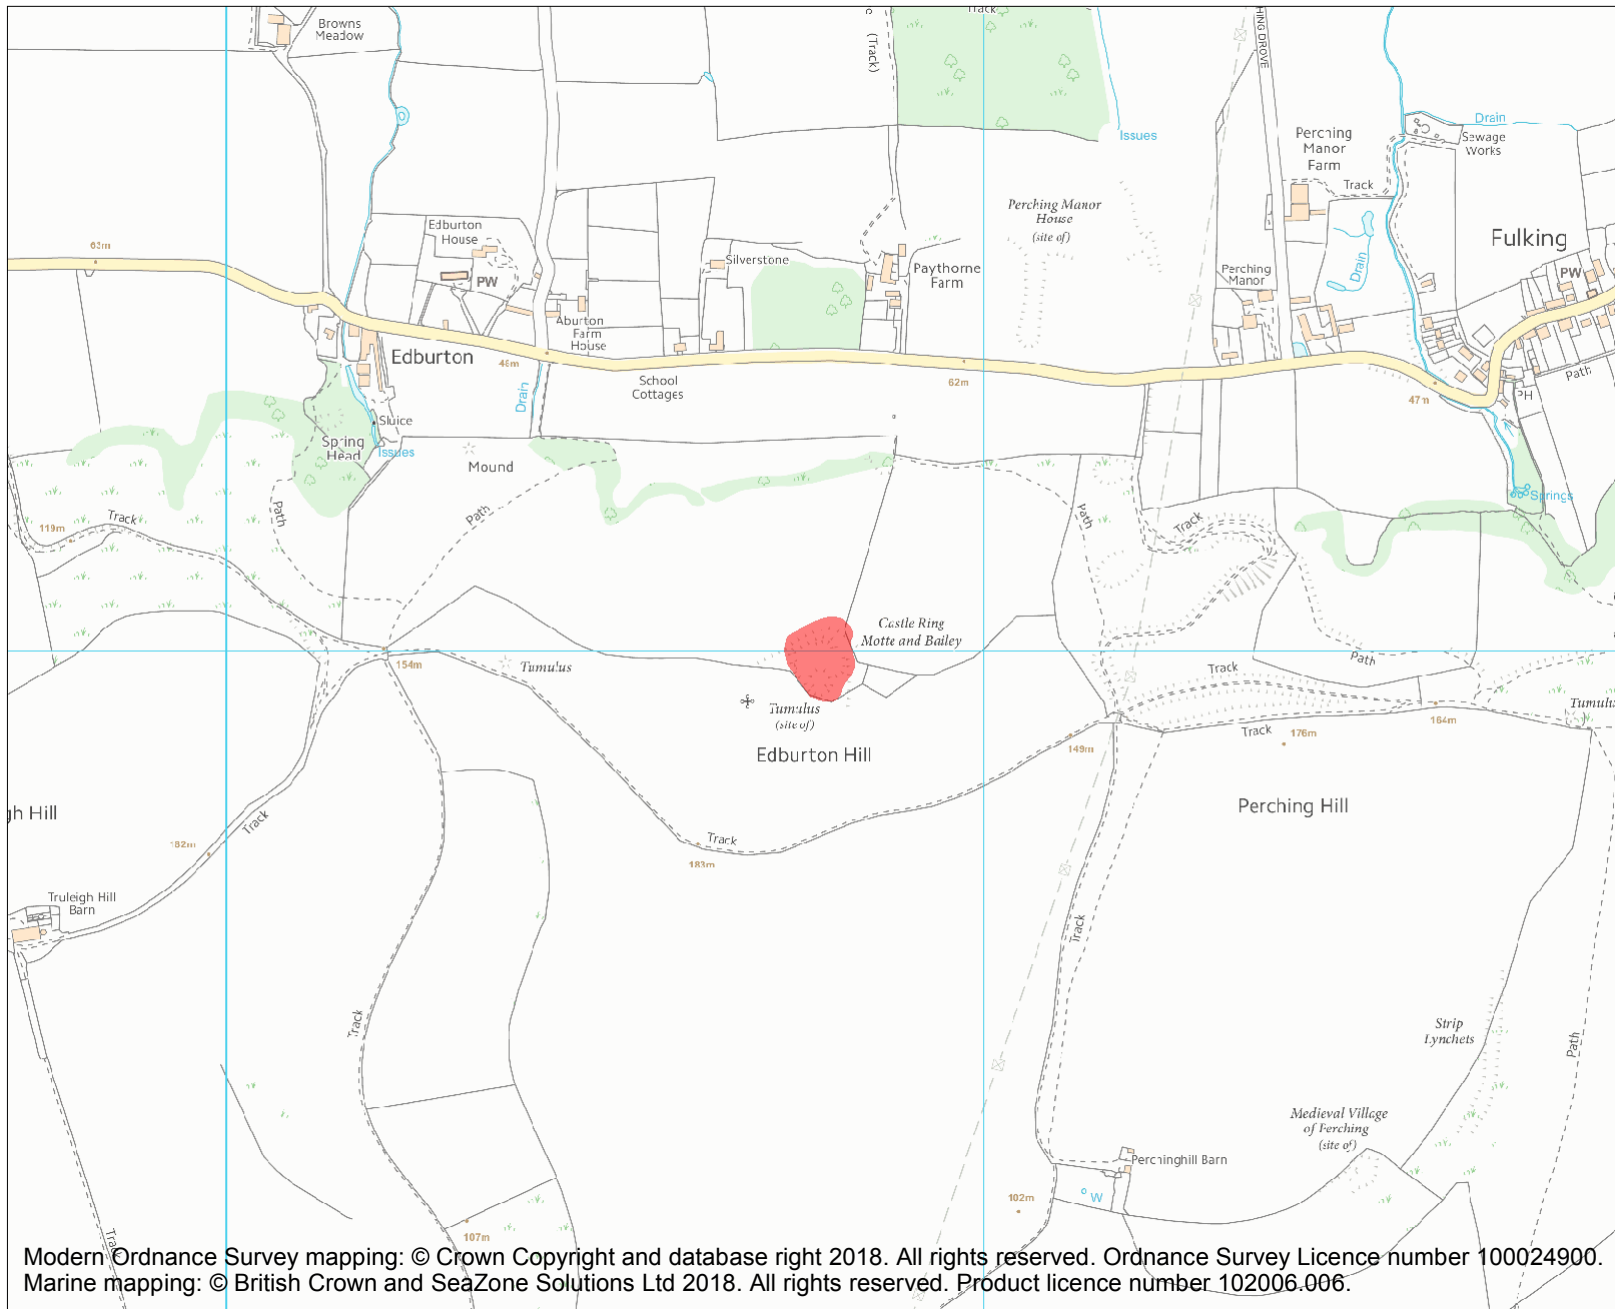 Browns
Meadow
Track
(Track)
HING DROVE
Issues
Drain
Sewage
Works
Perching
Manor
Farm
Track
Perching Manor
House
(site of)
Fulking
Edburton
House
PW
63m
Silverstone
Paythorne
Farm
Perching
Manor
Drain
PW
Aburton
Farm
House
Edburton
School
Cottages
Drain
62m
47m
PH
Path
Sluice
Spring
Head
Issues
Mound
Springs
Path
Path
Path
Track
119m
Track
Castle Ring
Motte and Bailey
Tumulus
154m
Track
Path
Tumulus
(site of)
Edburton Hill
149m
Track
176m
164m
Tumulu
gh Hill
Track
182m
Track
183m
Perching Hill
Truleigh Hill
Barn
Track
Track
Strip
Lynchets
Path
Medieval Village
of Perching
(site of)
Perchinghill Barn
W
102m
107m
Track
Modern Ordnance Survey mapping: © Crown Copyright and database right 2018. All rights reserved. Ordnance Survey Licence number 100024900.
Marine mapping: © British Crown and SeaZone Solutions Ltd 2018. All rights reserved. Product licence number 102006.006.